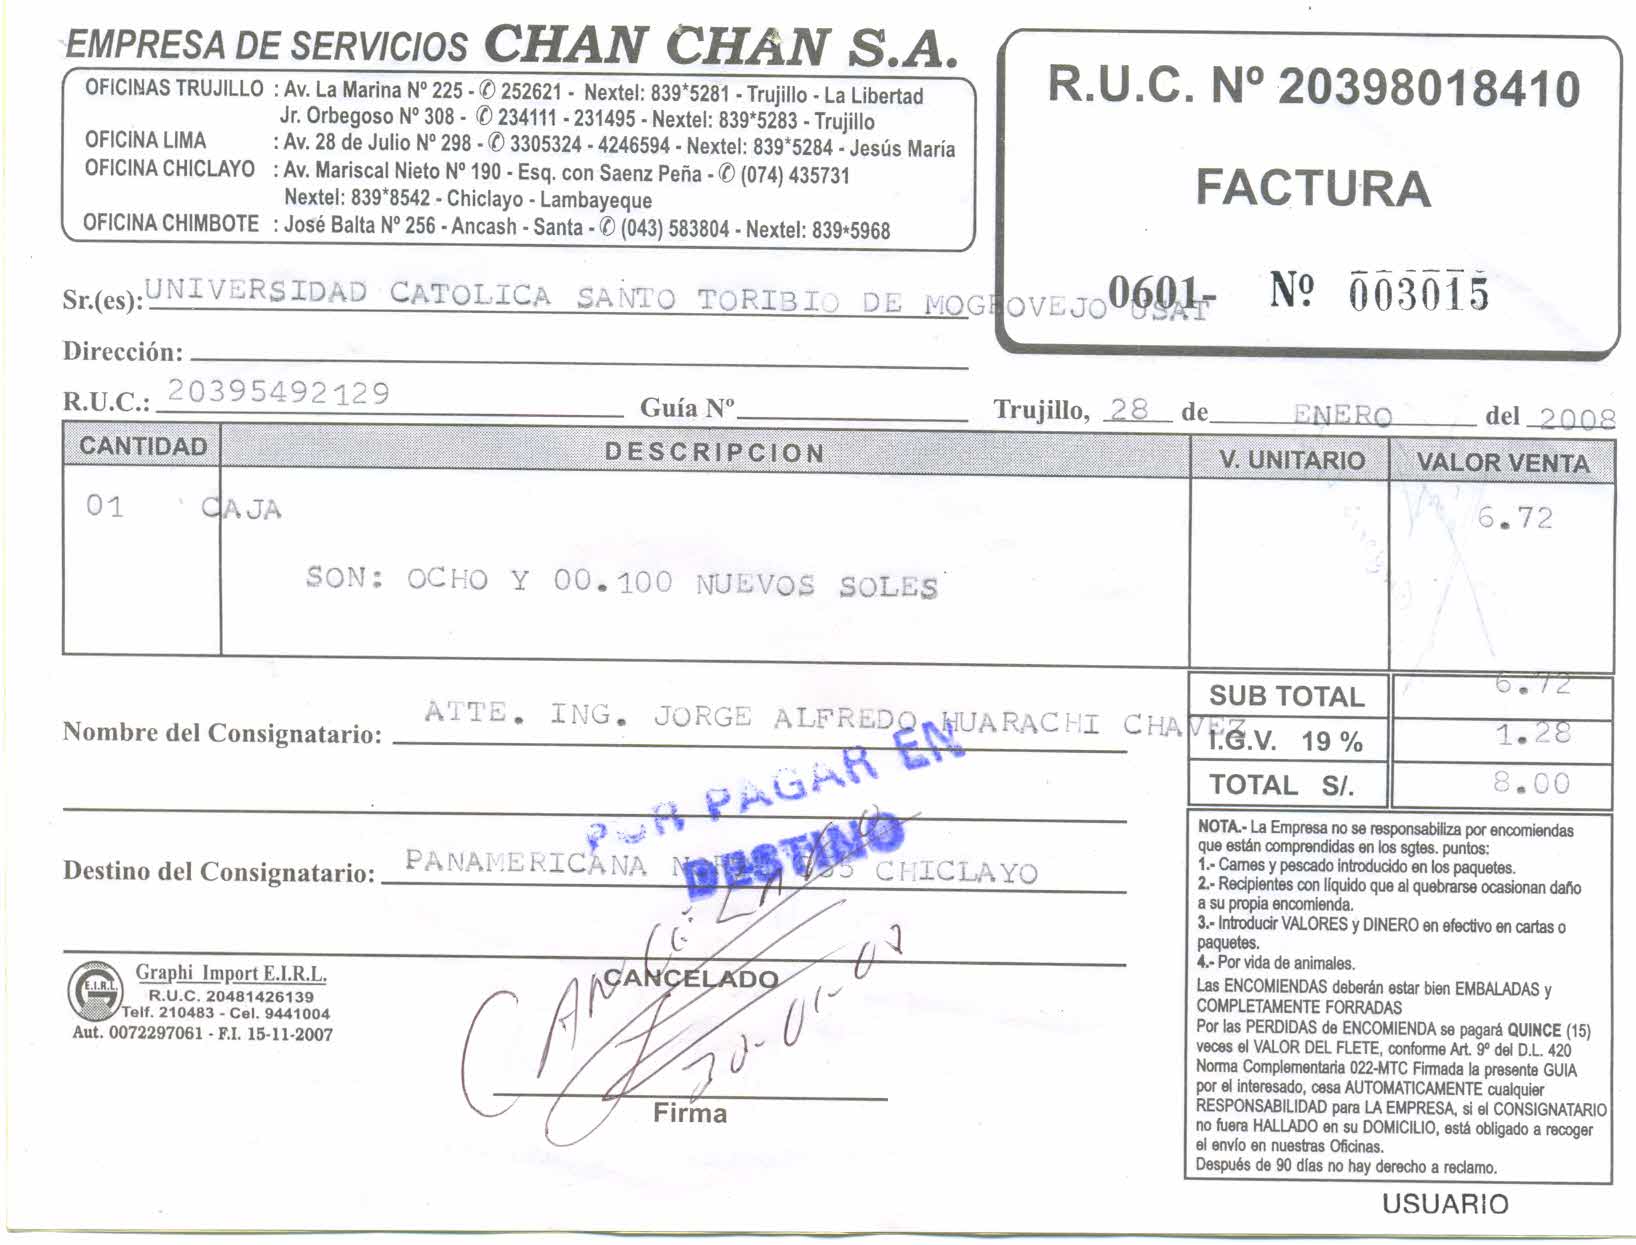 EMPRESA DE SERVICIOS CHAN CHAN S.A.
OFICINAS TRUJILLO : Av. La Marina Nº 225 - ✆ 252621 - Nextel: 839*5281 - Trujillo - La Libertad
Jr. Orbegoso Nº 308 - ✆ 234111 - 231495 - Nextel: 839*5283 - Trujillo
OFICINA LIMA : Av. 28 de Julio Nº 298 - ✆ 3305324 - 4246594 - Nextel: 839*5284 - Jesús María
OFICINA CHICLAYO : Av. Mariscal Nieto Nº 190 - Esq. con Saenz Peña - ✆ (074) 435731
Nextel: 839*8542 - Chiclayo - Lambayeque
OFICINA CHIMBOTE : José Balta Nº 256 - Ancash - Santa - ✆ (043) 583804 - Nextel: 839*5968
R.U.C. Nº 20398018410
FACTURA
0601- Nº 003015
Sr.(es): UNIVERSIDAD CATOLICA SANTO TORIBIO DE MOGROVEJO USAT
Dirección:
R.U.C.: 20395492129 Guía Nº Trujillo, 28 de ENERO del 2008
CANTIDAD DESCRIPCION V. UNITARIO VALOR VENTA
01 CAJA 6.72
SON: OCHO Y 00.100 NUEVOS SOLES
SUB TOTAL 6.72
I.G.V. 19 % 1.28
TOTAL S/. 8.00
Nombre del Consignatario: ATTE. ING. JORGE ALFREDO HUARACHI CHAVEZ
POR PAGAR EN
DESTINO
Destino del Consignatario: PANAMERICANA CHICLAYO
CANCELADO
CANCELADO
Firma
Graphi Import E.I.R.L.
E.I.R.L.
R.U.C. 20481426139
Telf. 210483 - Cel. 9441004
Aut. 0072297061 - F.I. 15-11-2007
NOTA.- La Empresa no se responsabiliza por encomiendas
que están comprendidas en los sgtes. puntos:
1.- Carnes y pescado introducido en los paquetes.
2.- Recipientes con líquido que al quebrarse ocasionan daño
a su propia encomienda.
3.- Introducir VALORES y DINERO en efectivo en cartas o
paquetes.
4.- Por vida de animales.
Las ENCOMIENDAS deberán estar bien EMBALADAS y
COMPLETAMENTE FORRADAS
Por las PERDIDAS de ENCOMIENDA se pagará QUINCE (15)
veces el VALOR DEL FLETE, conforme Art. 9º del D.L. 420
Norma Complementaria 022-MTC Firmada la presente GUIA
por el interesado, cesa AUTOMATICAMENTE cualquier
RESPONSABILIDAD para LA EMPRESA, si el CONSIGNATARIO
no fuera HALLADO en su DOMICILIO, está obligado a recoger
el envío en nuestras Oficinas.
Después de 90 días no hay derecho a reclamo.
USUARIO